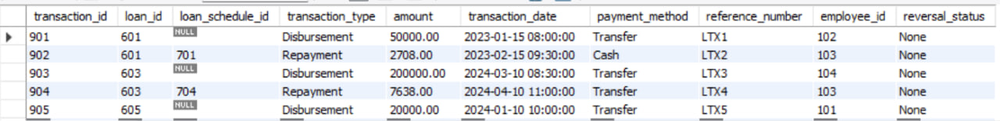 transaction_id loan_id loan_schedule_id transaction_type amount transaction_date payment_method reference_number employee_id reversal_status
901 601 NULL Disbursement 50000.00 2023-01-15 08:00:00 Transfer LTX1 102 None
902 601 701 Repayment 2708.00 2023-02-15 09:30:00 Cash LTX2 103 None
903 603 NULL Disbursement 200000.00 2024-03-10 08:30:00 Transfer LTX3 104 None
904 603 704 Repayment 7638.00 2024-04-10 11:00:00 Transfer LTX4 103 None
905 605 NULL Disbursement 20000.00 2024-01-10 10:00:00 Transfer LTX5 101 None